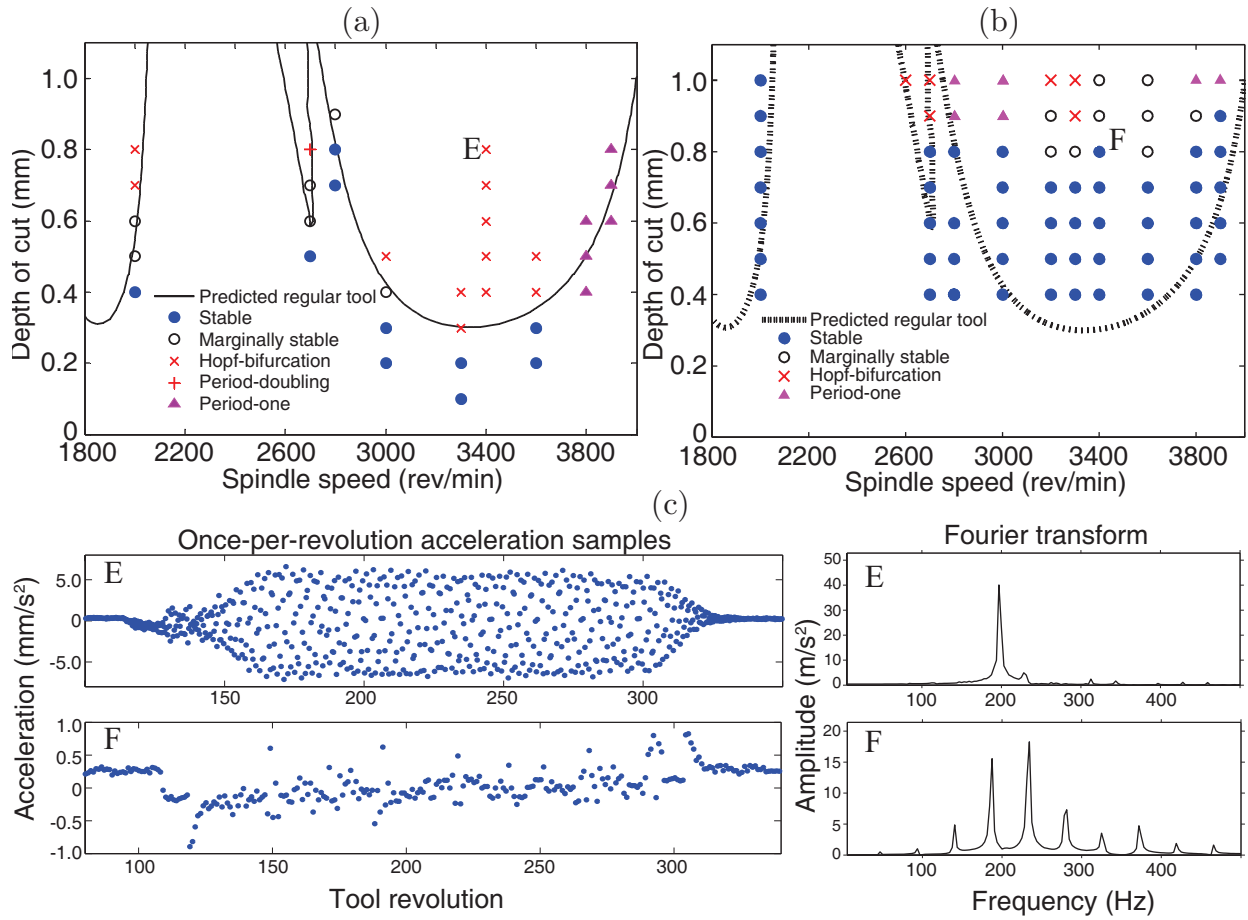 (a)
1.0
0.8
0.6
0.4
0.2
0
Depth of cut (mm)
E
Predicted regular tool
Stable
Marginally stable
Hopf-bifurcation
Period-doubling
Period-one
1800 2200 2600 3000 3400 3800
Spindle speed (rev/min)
(b)
1.0
0.8
0.6
0.4
0.2
0
Depth of cut (mm)
F
Predicted regular tool
Stable
Marginally stable
Hopf-bifurcation
Period-one
1800 2200 2600 3000 3400 3800
Spindle speed (rev/min)
(c)
Once-per-revolution acceleration samples
E
5.0
0
-5.0
150 200 250 300
F
1.0
0.5
0
-0.5
-1.0
100 150 200 250 300
Acceleration (mm/s²)
Tool revolution
Fourier transform
E
50
40
30
20
10
0
100 200 300 400
F
20
15
10
5
0
100 200 300 400
Amplitude (m/s²)
Frequency (Hz)